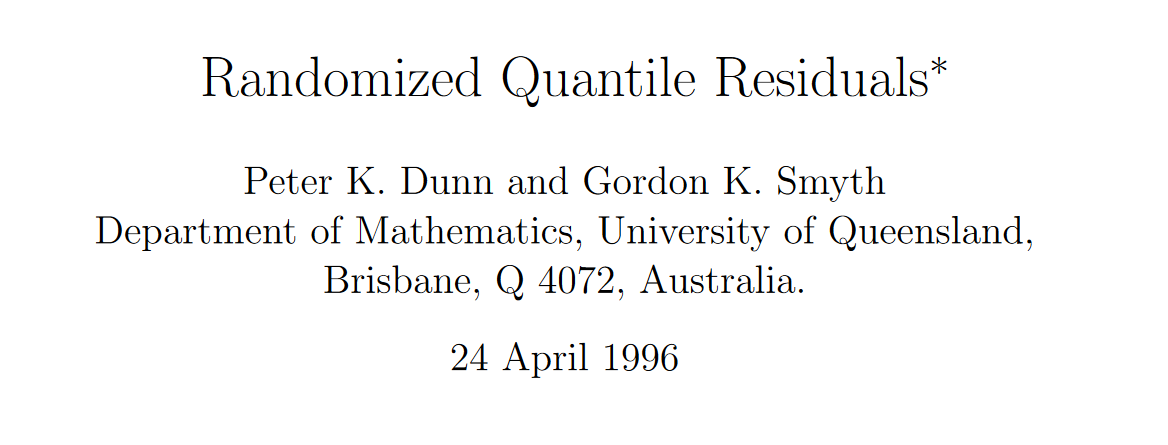 Randomized Quantile Residuals*
Peter K. Dunn and Gordon K. Smyth
Department of Mathematics, University of Queensland,
Brisbane, Q 4072, Australia.
24 April 1996